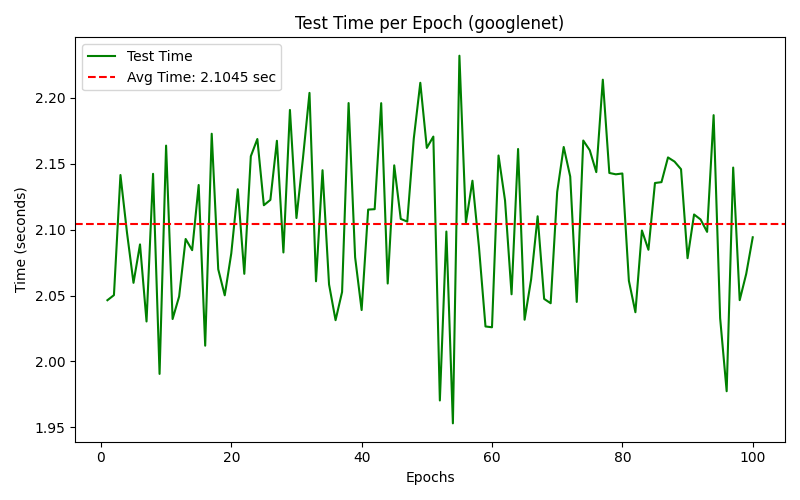 Test Time per Epoch (googlenet)
Test Time
Avg Time: 2.1045 sec
Time (seconds)
2.20
2.15
2.10
2.05
2.00
1.95
0 20 40 60 80 100
Epochs